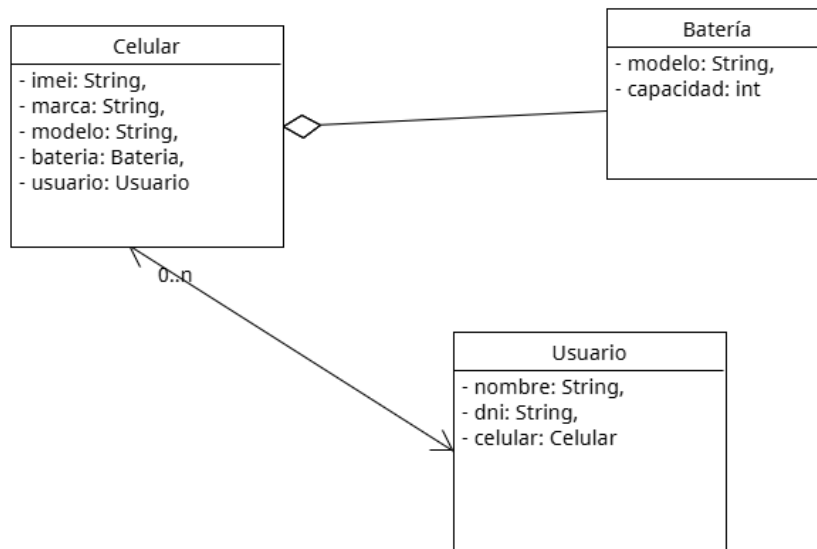 Celular
- imei: String,
- marca: String,
- modelo: String,
- bateria: Bateria,
- usuario: Usuario
Batería
- modelo: String,
- capacidad: int
0..n
Usuario
- nombre: String,
- dni: String,
- celular: Celular